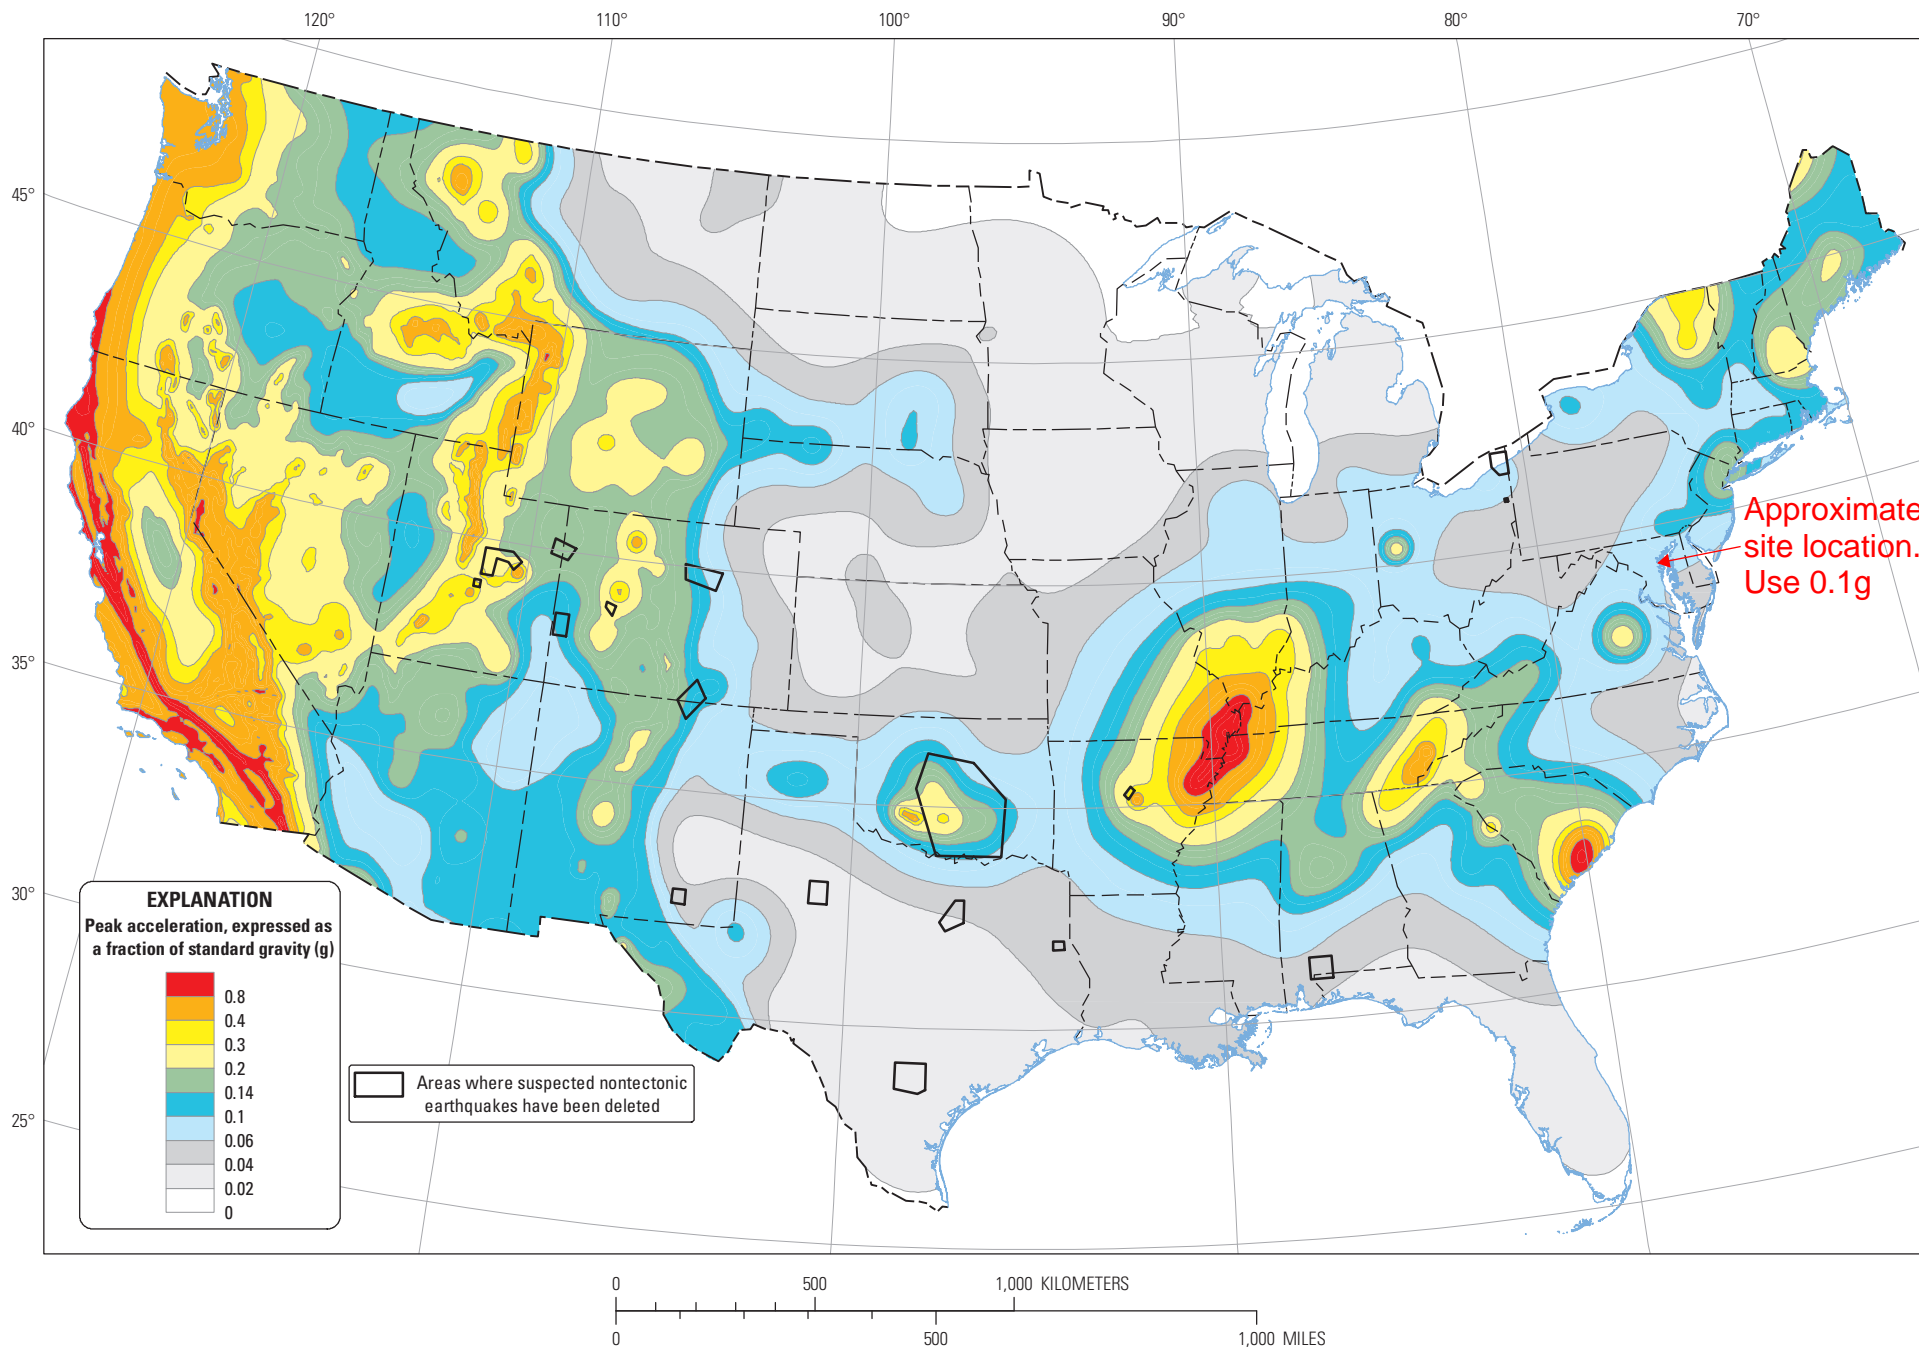 120°
110°
100°
90°
80°
70°
45°
40°
35°
30°
25°
Approximate
site location.
Use 0.1g
EXPLANATION
Peak acceleration, expressed as
a fraction of standard gravity (g)
0.8
0.4
0.3
0.2
0.14
0.1
0.06
0.04
0.02
0
Areas where suspected nontectonic
earthquakes have been deleted
0 500 1,000 KILOMETERS
0 500 1,000 MILES